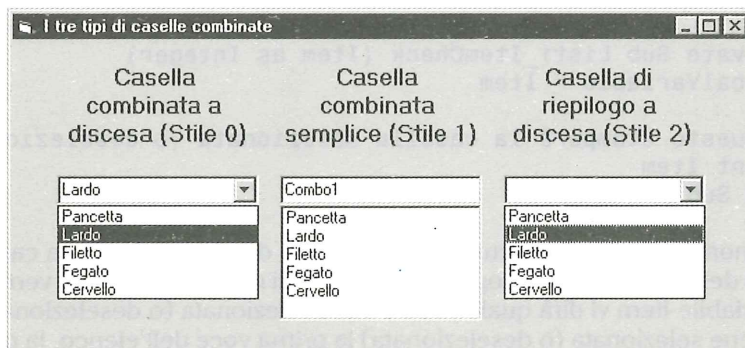 I tre tipi di caselle combinate
Casella
combinata a
discesa (Stile 0)
Casella
combinata
semplice (Stile 1)
Casella di
riepilogo a
discesa (Stile 2)
Lardo
Pancetta
Lardo
Filetto
Fegato
Cervello
Combo1
Pancetta
Lardo
Filetto
Fegato
Cervello
Pancetta
Lardo
Filetto
Fegato
Cervello